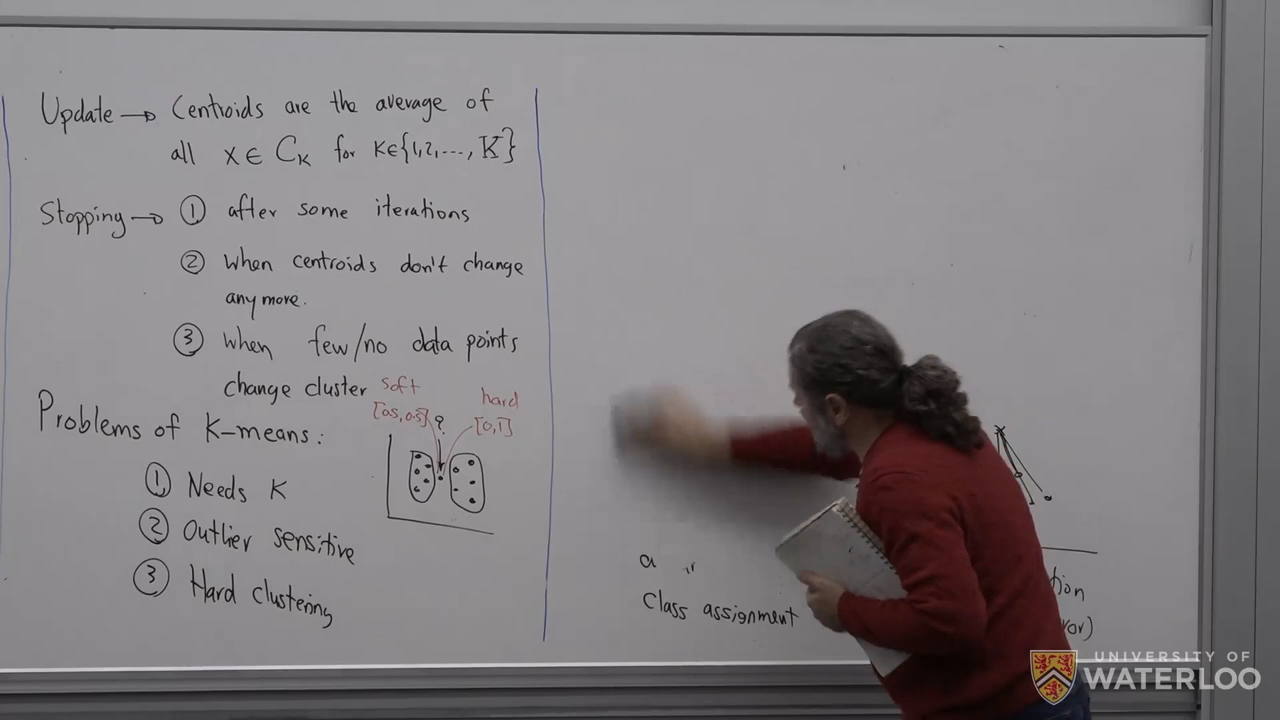 Update → Centroids are the average of
all x ∈ C_K for K∈{1,2,...,K}
Stopping → ① after some iterations
② when centroids don't change
any more.
③ when few/no data points
change cluster
soft
[0.5,0.5]
?
hard
[0,1]
Problems of K-means:
① Needs K
② Outlier sensitive
③ Hard clustering
a
Class assignment
UNIVERSITY OF
WATERLOO